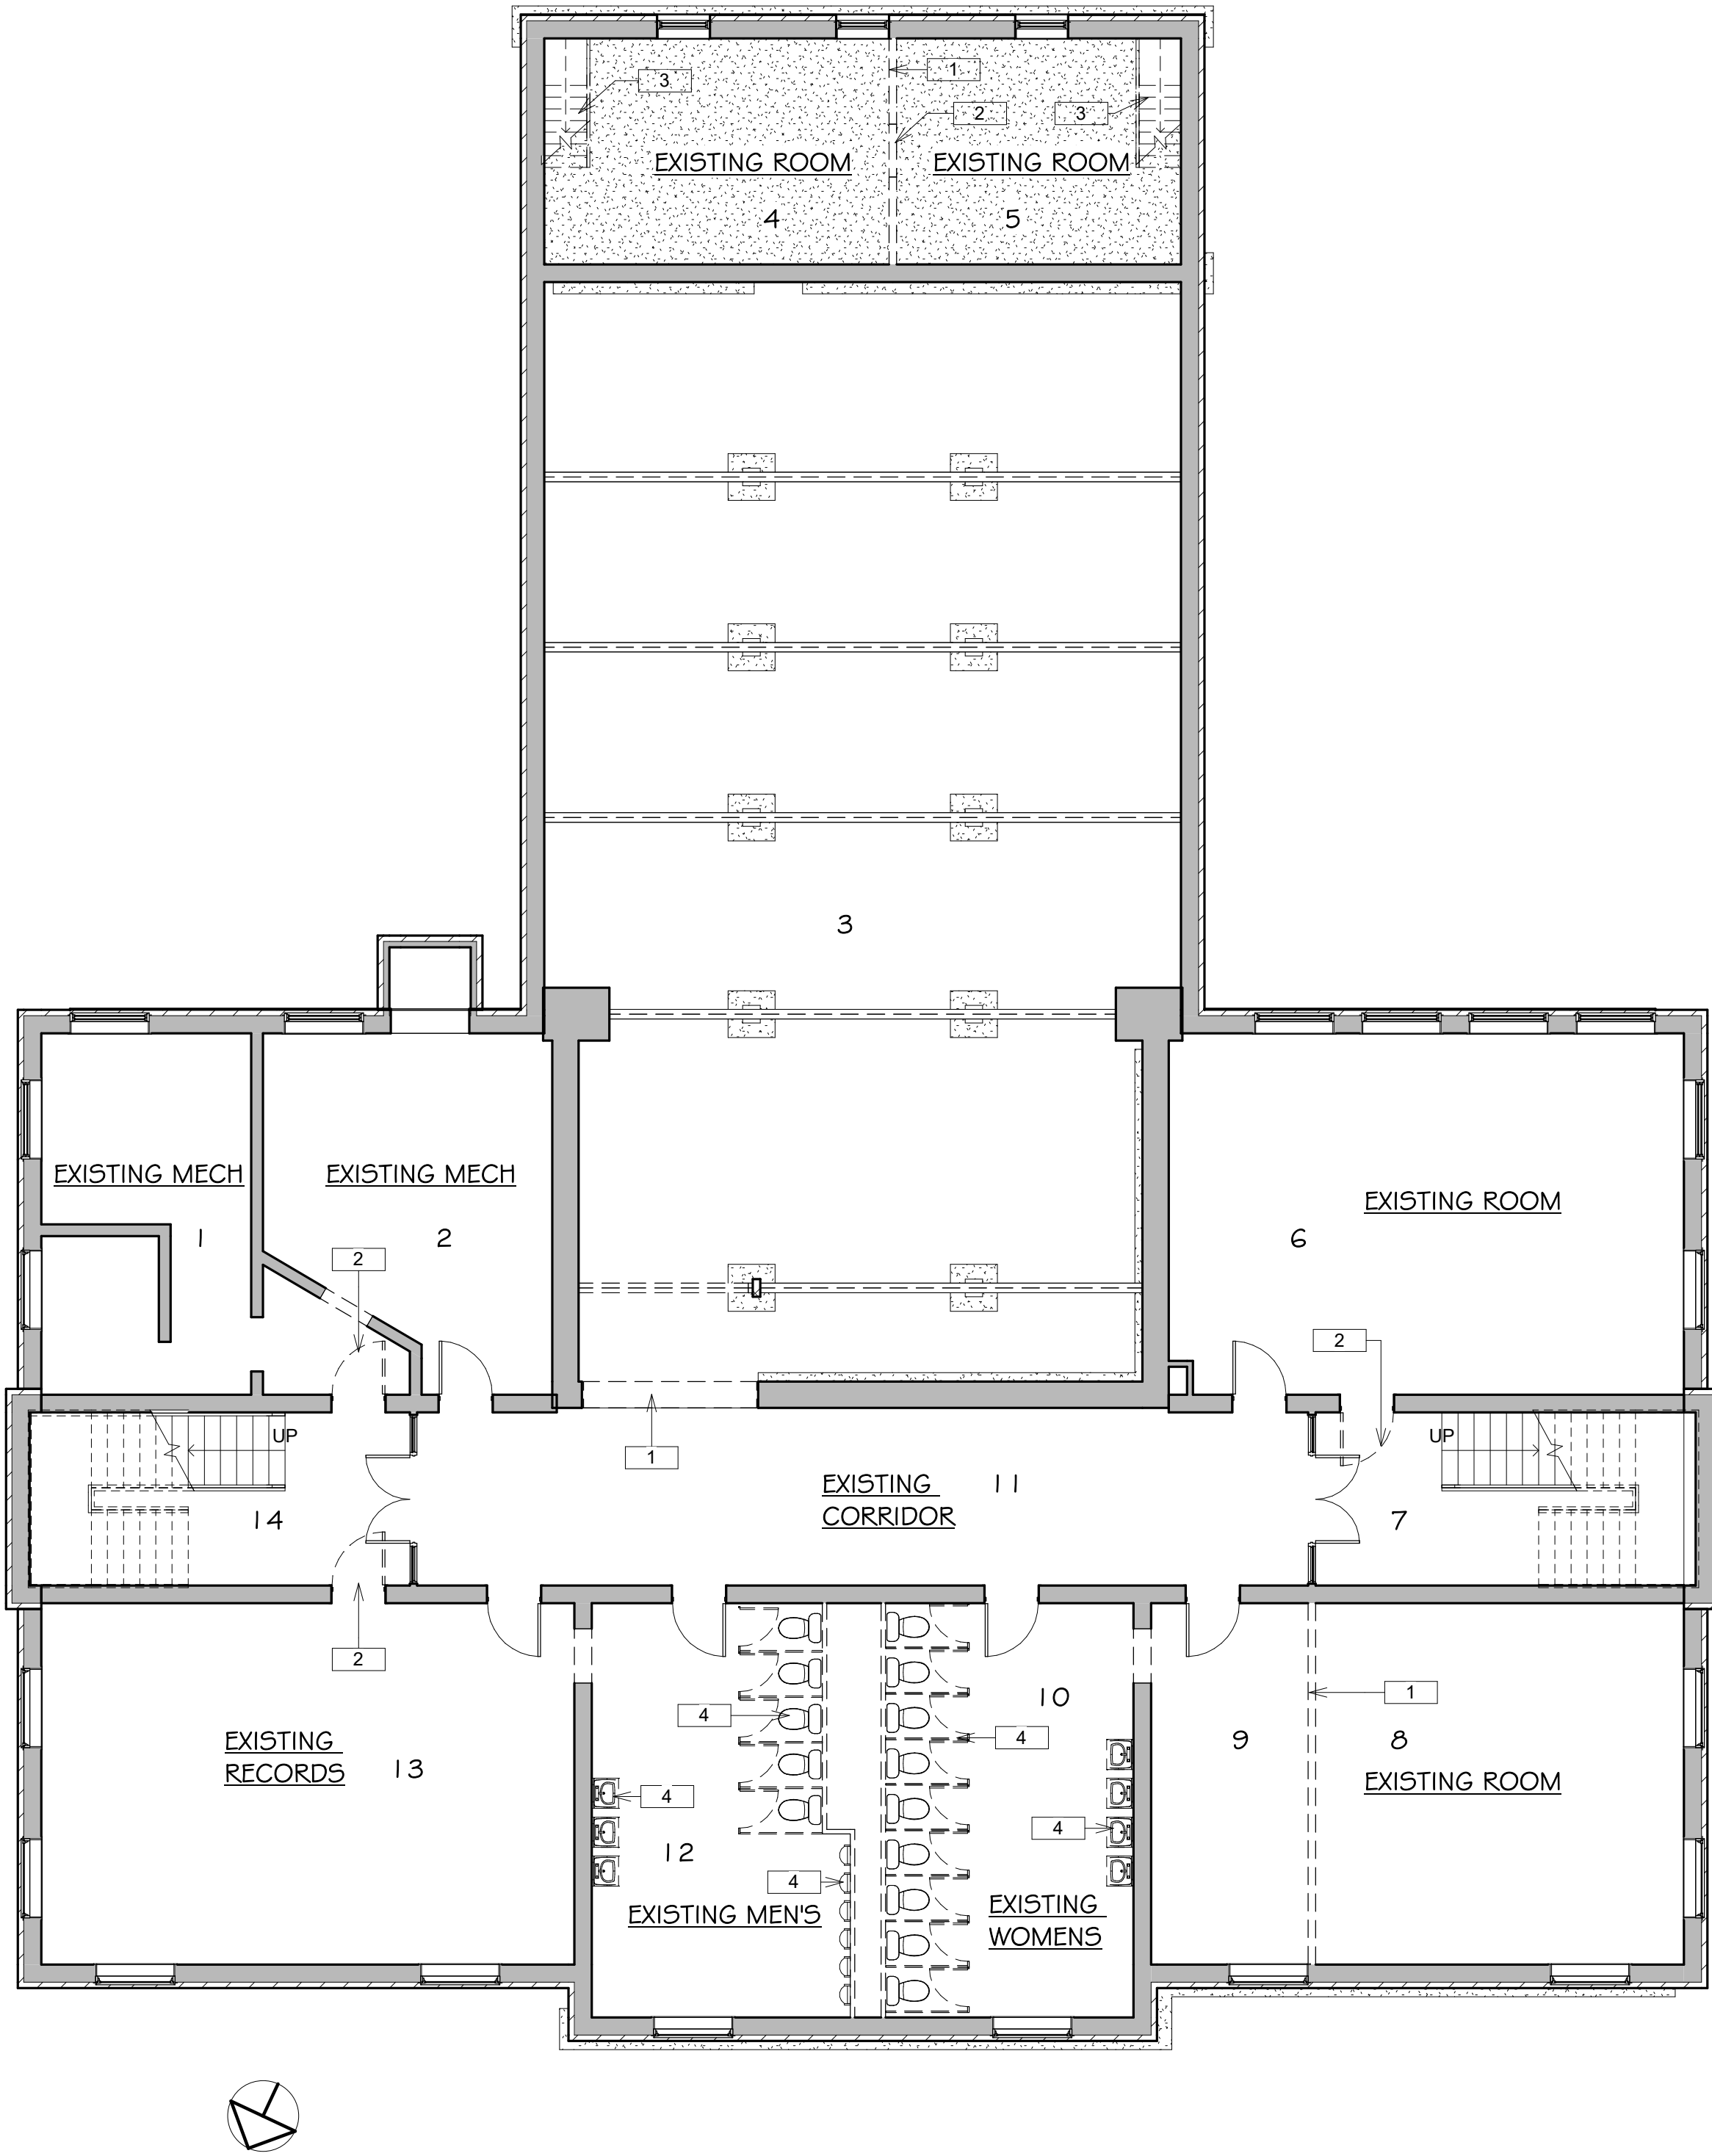 1
3
2
3
EXISTING ROOM
EXISTING ROOM
4
5
3
EXISTING MECH
EXISTING MECH
EXISTING ROOM
1
2
6
2
2
UP
UP
1
EXISTING
CORRIDOR
11
14
7
2
1
10
4
4
EXISTING
RECORDS
13
9
8
EXISTING ROOM
4
4
12
4
EXISTING MEN'S
EXISTING
WOMENS